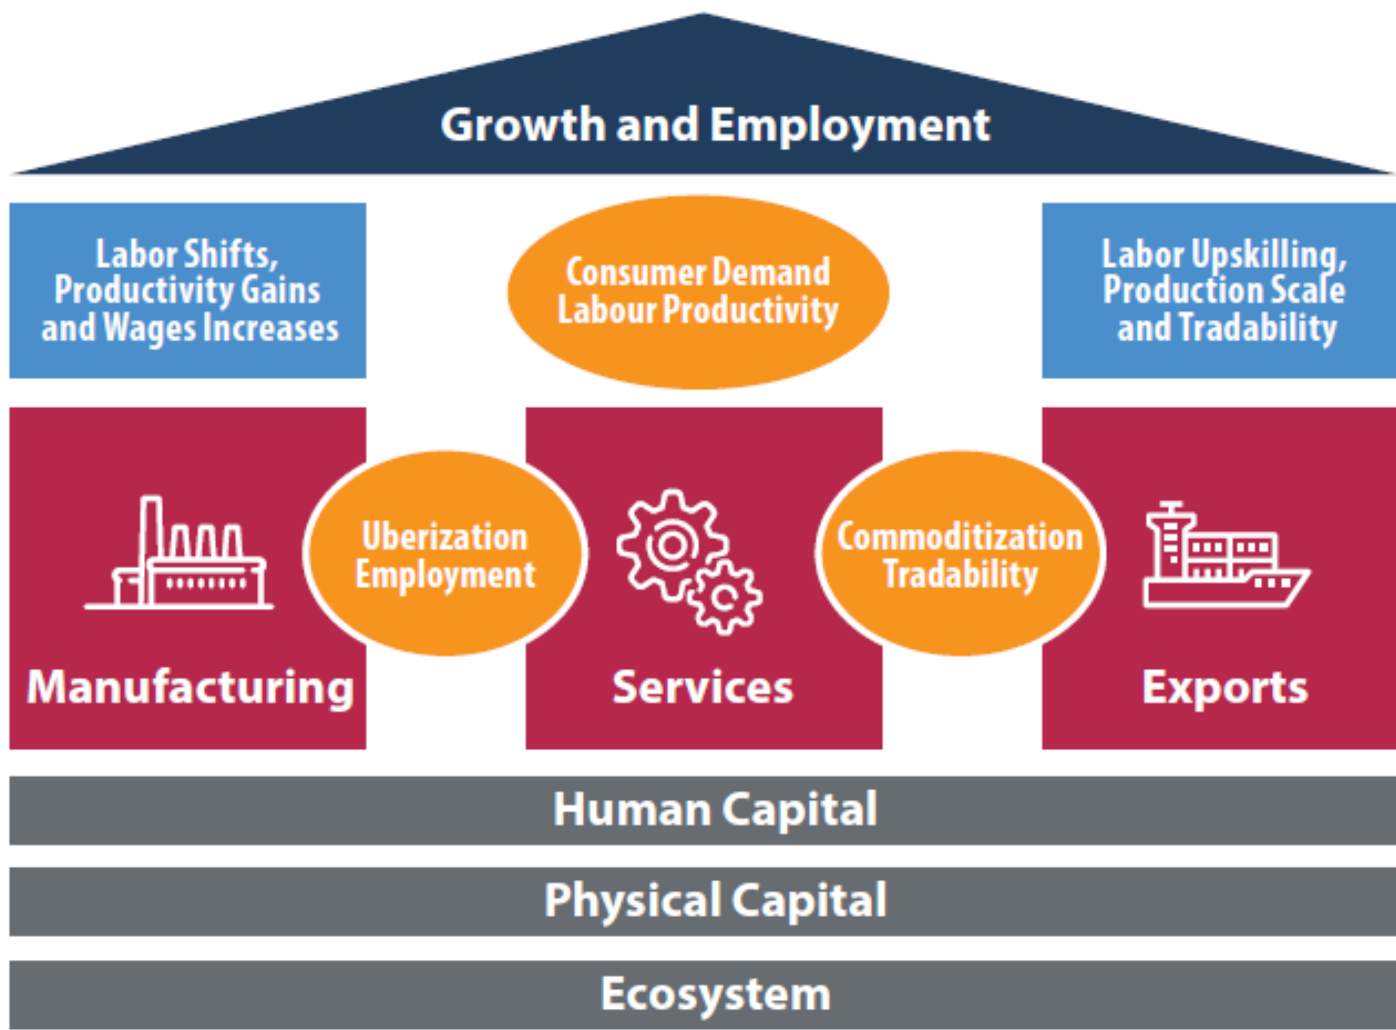 Growth and Employment
Labor Shifts,
Productivity Gains
and Wages Increases
Consumer Demand
Labour Productivity
Labor Upskilling,
Production Scale
and Tradability
Uberization
Employment
Commoditization
Tradability
Manufacturing
Services
Exports
Human Capital
Physical Capital
Ecosystem